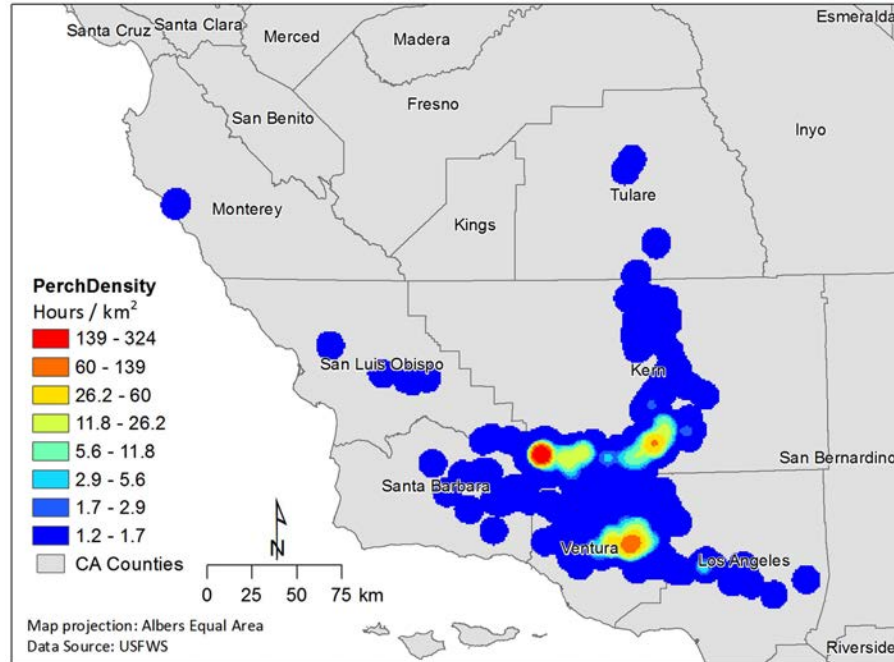 Esmeralda
Santa Clara
Santa Cruz
Merced
Madera
Fresno
San Benito
Inyo
Tulare
Monterey
Kings
PerchDensity
Hours / km²
139 - 324
60 - 139
26.2 - 60
11.8 - 26.2
5.6 - 11.8
2.9 - 5.6
1.7 - 2.9
1.2 - 1.7
CA Counties
San Luis Obispo
Kern
San Bernardino
Santa Barbara
N
Ventura
Los Angeles
0 25 50 75 km
Map projection: Albers Equal Area
Data Source: USFWS
Riverside